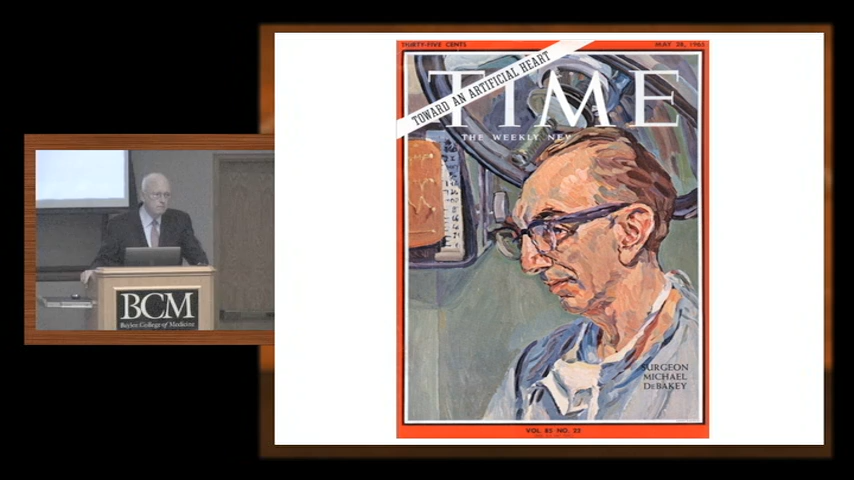 THIRTY-FIVE CENTS
MAY 28, 1965
TOWARD AN ARTIFICIAL HEART
TIME
THE WEEKLY NEW
SURGEON
MICHAEL
DEBAKEY
VOL. 85 NO. 22
BCM
Baylor College of Medicine